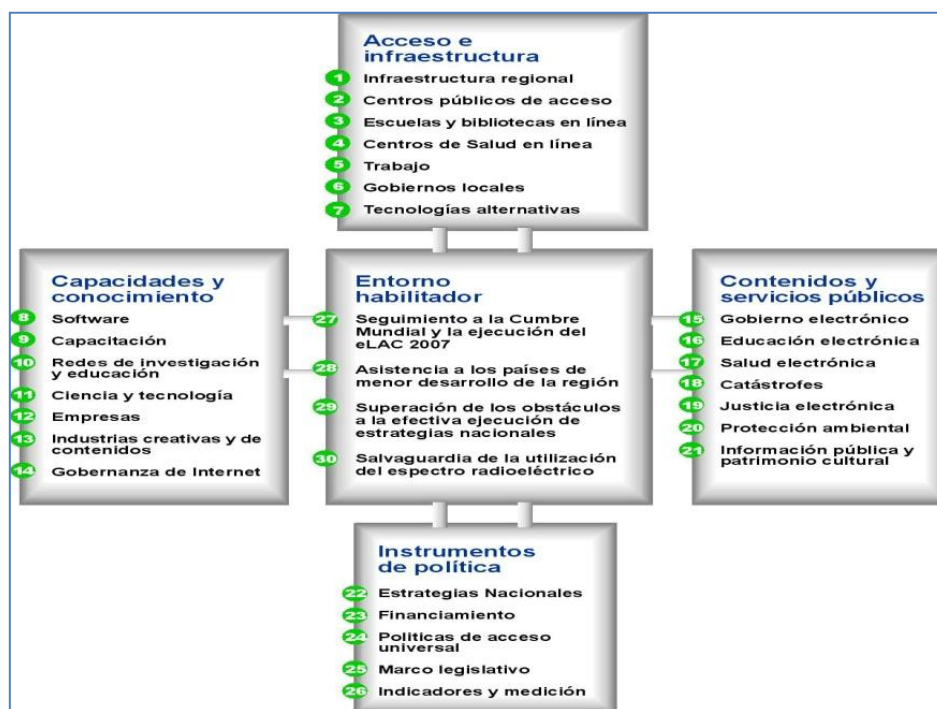 Acceso e
infraestructura
1 Infraestructura regional
2 Centros públicos de acceso
3 Escuelas y bibliotecas en línea
4 Centros de Salud en línea
5 Trabajo
6 Gobiernos locales
7 Tecnologías alternativas
Capacidades y
conocimiento
8 Software
9 Capacitación
10 Redes de investigación
y educación
11 Ciencia y tecnología
12 Empresas
13 Industrias creativas y de
contenidos
14 Gobernanza de Internet
Entorno
habilitador
27 Seguimiento a la Cumbre
Mundial y la ejecución del
eLAC 2007
28 Asistencia a los países de
menor desarrollo de la región
29 Superación de los obstáculos
a la efectiva ejecución de
estrategias nacionales
30 Salvaguardia de la utilización
del espectro radioeléctrico
Contenidos y
servicios públicos
15 Gobierno electrónico
16 Educación electrónica
17 Salud electrónica
18 Catástrofes
19 Justicia electrónica
20 Protección ambiental
21 Información pública y
patrimonio cultural
Instrumentos
de política
22 Estrategias Nacionales
23 Financiamiento
24 Políticas de acceso
universal
25 Marco legislativo
26 Indicadores y medición